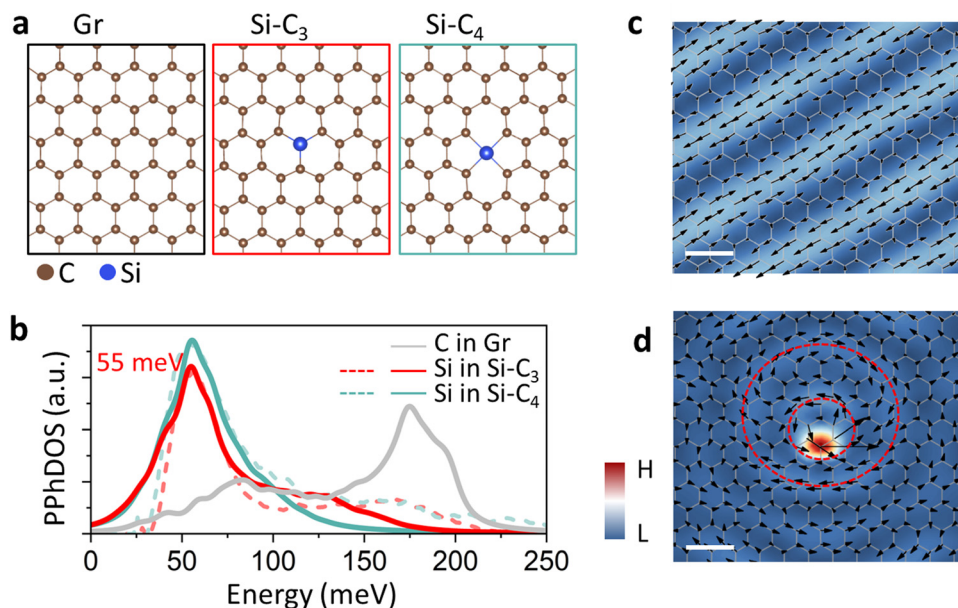 a
Gr
Si-C₃
Si-C₄
C
Si
b
55 meV
C in Gr
Si in Si-C₃
Si in Si-C₄
PPhDOS (a.u.)
0
50
100
150
200
250
Energy (meV)
c
d
H
L